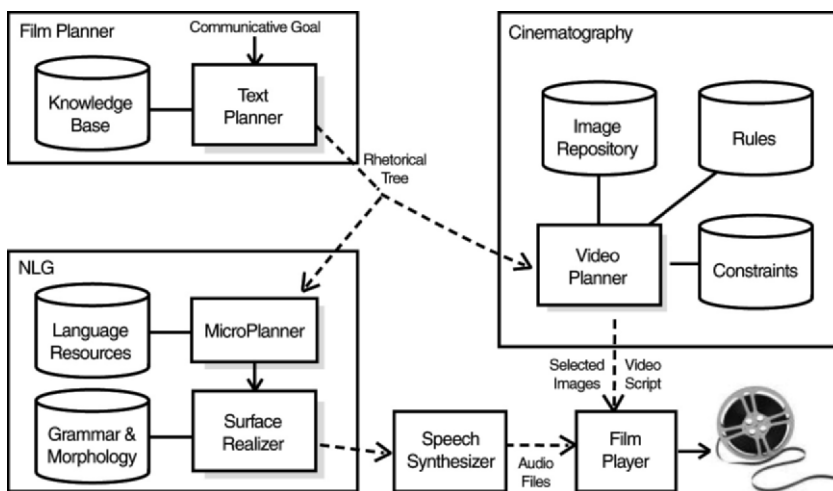 Film Planner
Communicative Goal
Knowledge
Base
Text
Planner
Rhetorical
Tree
Cinematography
Image
Repository
Rules
Video
Planner
Constraints
NLG
Language
Resources
MicroPlanner
Grammar &
Morphology
Surface
Realizer
Selected
Images
Video
Script
Speech
Synthesizer
Audio
Files
Film
Player